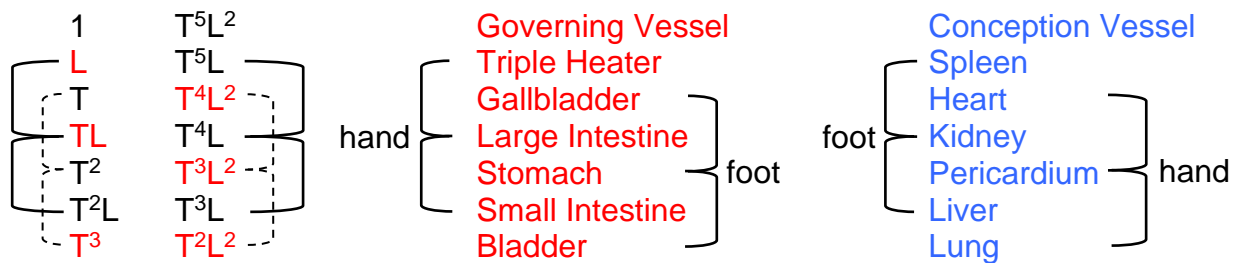 1 T⁵L² Governing Vessel Conception Vessel
L T⁵L Triple Heater Spleen
T T⁴L² Gallbladder Heart
TL T⁴L hand Large Intestine foot Kidney
T² T³L² Stomach foot Pericardium hand
T²L T³L Small Intestine Liver
T³ T²L² Bladder Lung